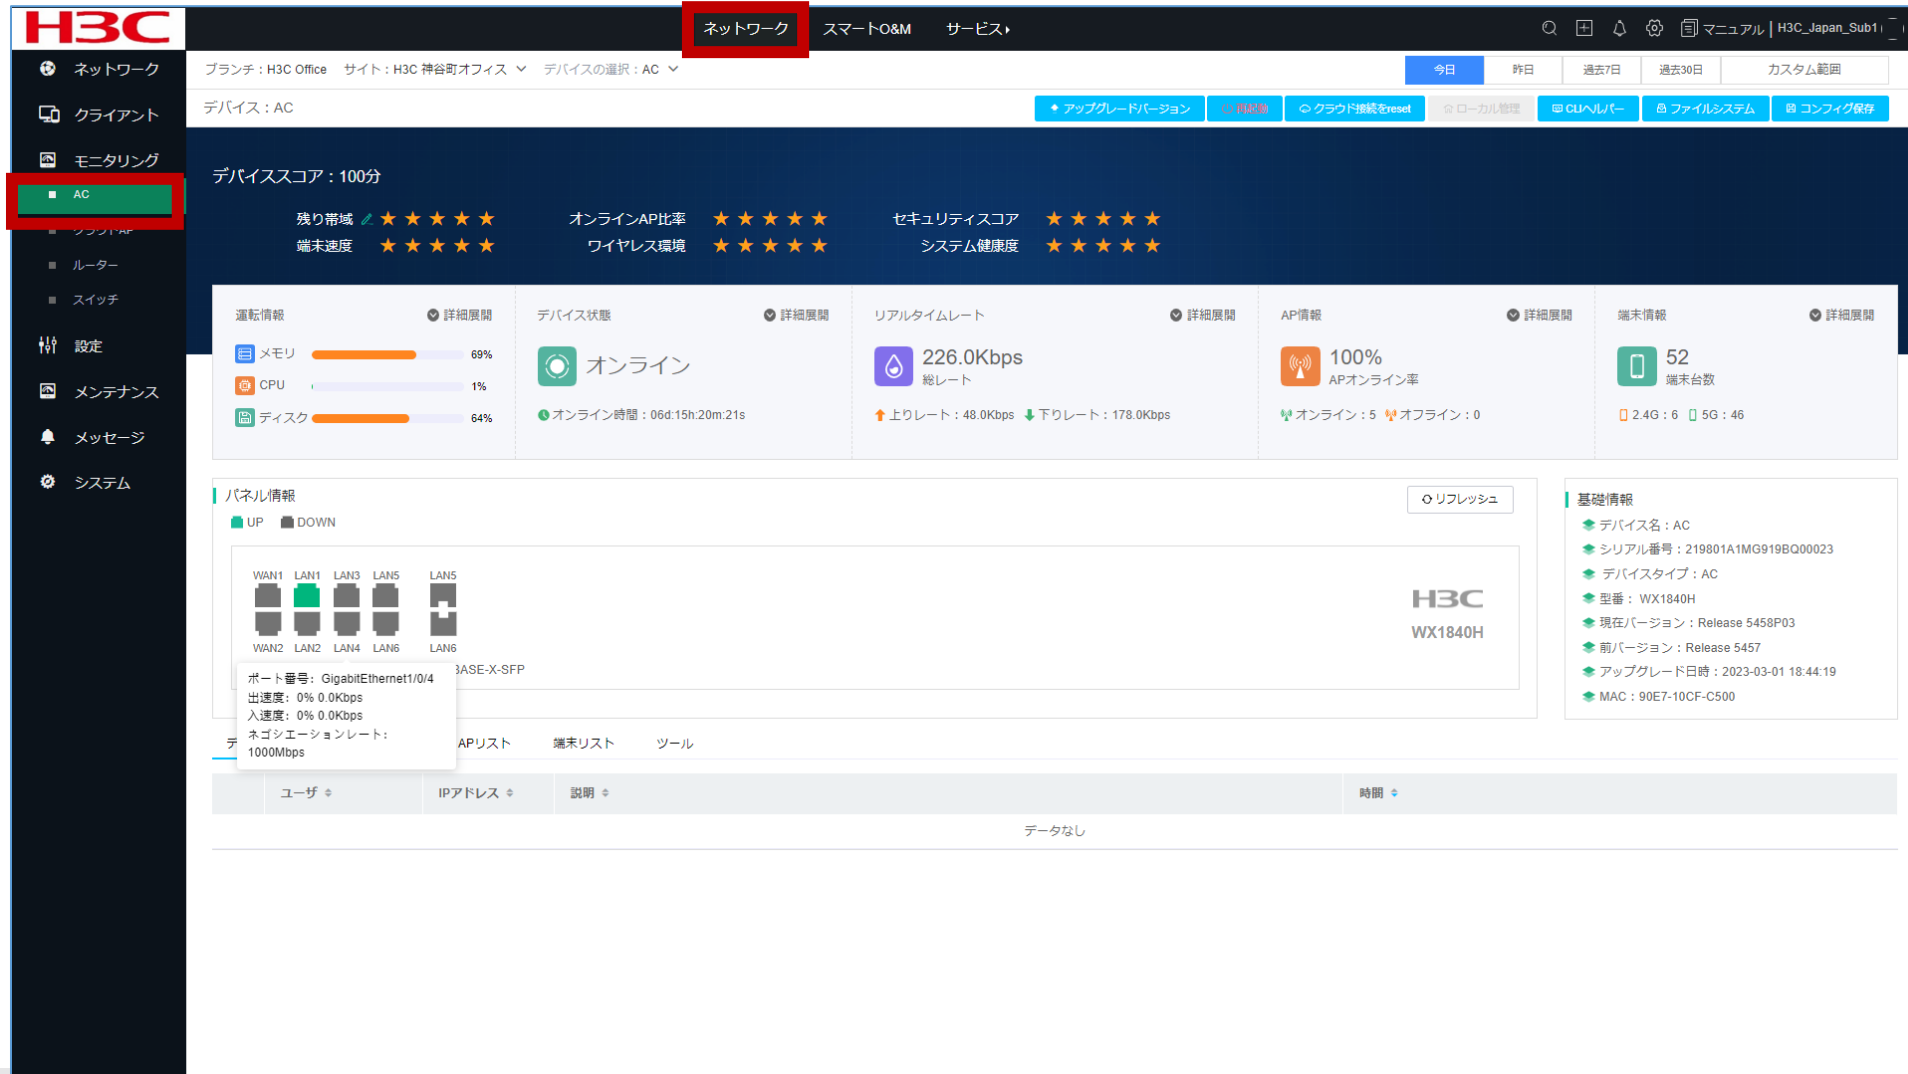 H3C
ネットワーク
スマートO&M
サービス
マニュアル | H3C_Japan_Sub1
ネットワーク
クライアント
モニタリング
AC
クラウドAP
ルーター
スイッチ
設定
メンテナンス
メッセージ
システム
ブランチ：H3C Office サイト：H3C 神谷町オフィス デバイスの選択：AC
今日 昨日 過去7日 過去30日 カスタム範囲
デバイス：AC
アップグレードバージョン 再起動 クラウド接続をreset ローカル管理 CLIヘルパー ファイルシステム コンフィグ保存
デバイススコア：100分
残り帯域 オンラインAP比率 セキュリティスコア
端末速度 ワイヤレス環境 システム健康度
運転情報 詳細展開
メモリ 69%
CPU 1%
ディスク 64%
デバイス状態 詳細展開
オンライン
オンライン時間：06d:15h:20m:21s
リアルタイムレート 詳細展開
226.0Kbps
総レート
上りレート：48.0Kbps 下りレート：178.0Kbps
AP情報 詳細展開
100%
APオンライン率
オンライン：5 オフライン：0
端末情報 詳細展開
52
端末台数
2.4G：6 5G：46
パネル情報
リフレッシュ
UP DOWN
WAN1 LAN1 LAN3 LAN5 LAN5
WAN2 LAN2 LAN4 LAN6 LAN6
BASE-X-SFP
H3C
WX1840H
ポート番号: GigabitEthernet1/0/4
出速度: 0% 0.0Kbps
入速度: 0% 0.0Kbps
ネゴシエーションレート:
1000Mbps
基礎情報
デバイス名：AC
シリアル番号：219801A1MG919BQ00023
デバイスタイプ：AC
型番： WX1840H
現在バージョン：Release 5458P03
前バージョン：Release 5457
アップグレード日時：2023-03-01 18:44:19
MAC：90E7-10CF-C500
デ APリスト 端末リスト ツール
ユーザ IPアドレス 説明 時間
データなし